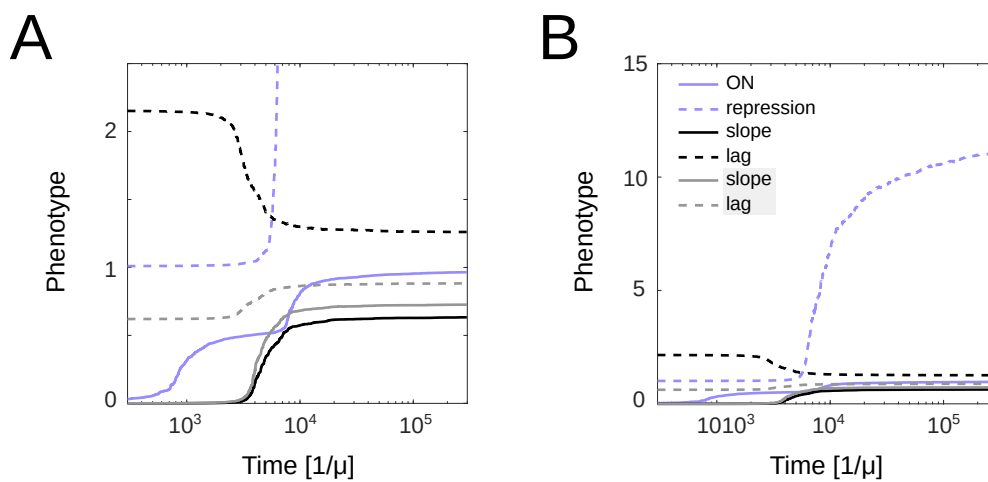 A
B
Phenotype
2
1
0
10³
10⁴
10⁵
Time [1/μ]
Phenotype
15
10
5
0
ON
repression
slope
lag
slope
lag
1010³
10⁴
10⁵
Time [1/μ]